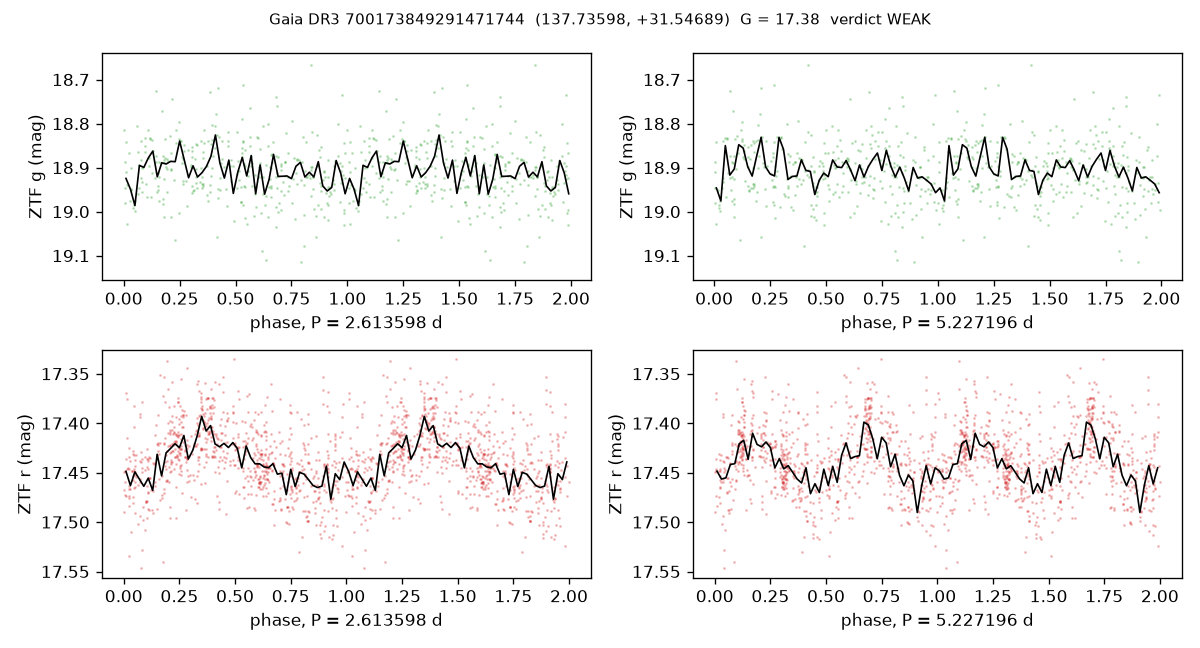 Gaia DR3 700173849291471744  (137.73598, +31.54689)  G = 17.38  verdict WEAK
18.7
18.8
18.9
19.0
19.1
ZTF g (mag)
0.00 0.25 0.50 0.75 1.00 1.25 1.50 1.75 2.00
phase, P = 2.613598 d
18.7
18.8
18.9
19.0
19.1
ZTF g (mag)
0.00 0.25 0.50 0.75 1.00 1.25 1.50 1.75 2.00
phase, P = 5.227196 d
17.35
17.40
17.45
17.50
17.55
ZTF r (mag)
0.00 0.25 0.50 0.75 1.00 1.25 1.50 1.75 2.00
phase, P = 2.613598 d
17.35
17.40
17.45
17.50
17.55
ZTF r (mag)
0.00 0.25 0.50 0.75 1.00 1.25 1.50 1.75 2.00
phase, P = 5.227196 d